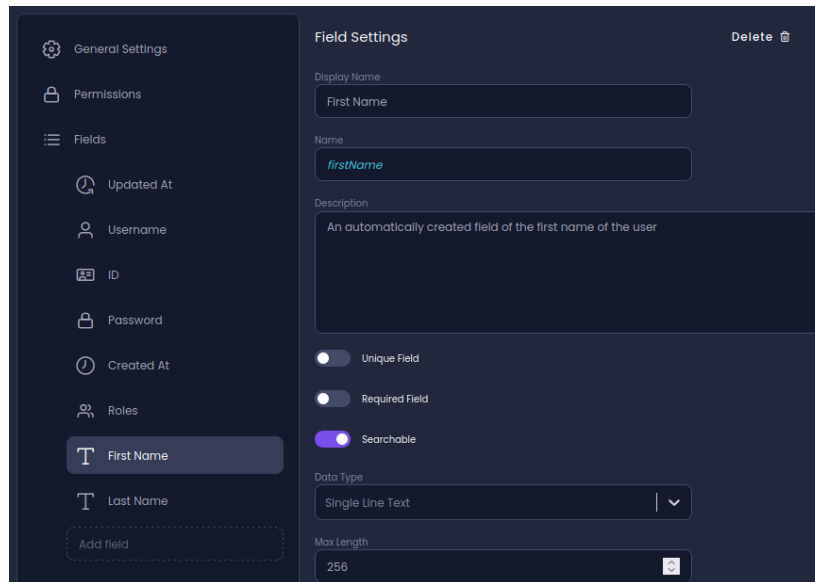 General Settings
Permissions
Fields
Updated At
Username
ID
Password
Created At
Roles
First Name
Last Name
Add field
Field Settings
Delete
Display Name
First Name
Name
firstName
Description
An automatically created field of the first name of the user
Unique Field
Required Field
Searchable
Data Type
Single Line Text
Max Length
256